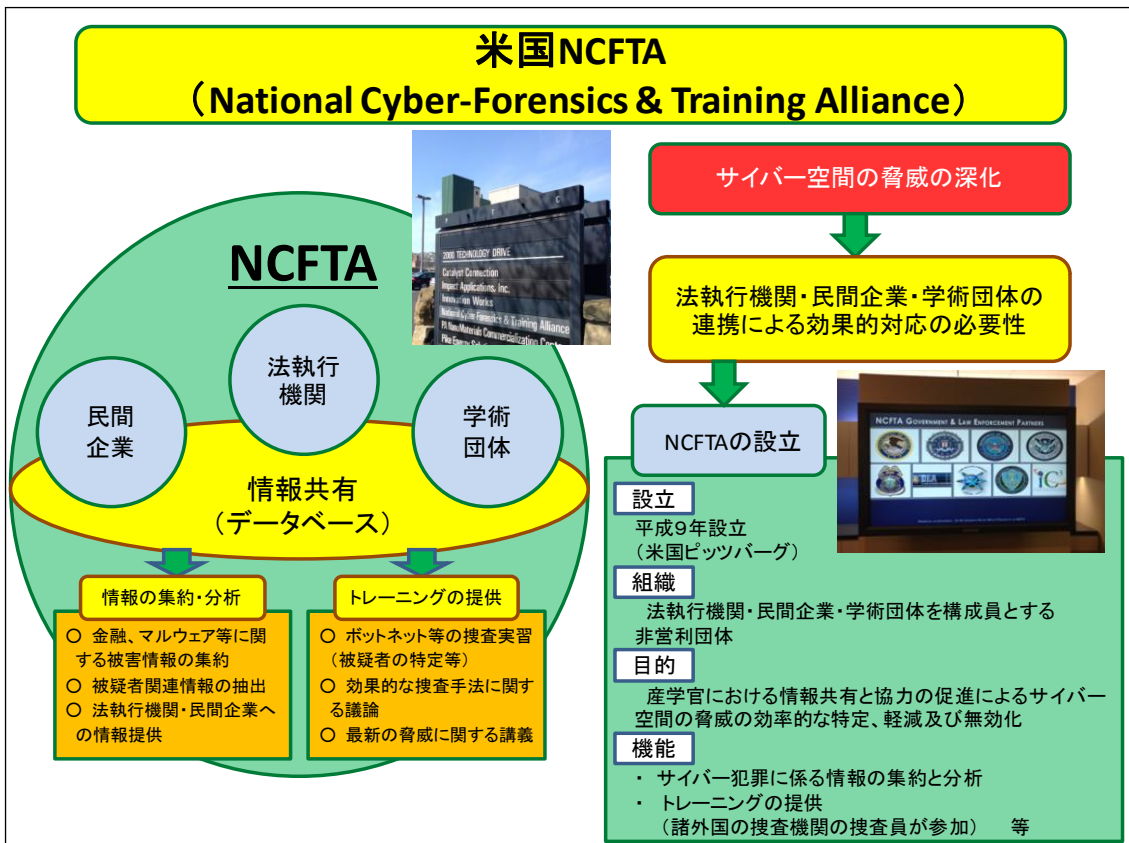 米国NCFTA
（National Cyber-Forensics & Training Alliance）
NCFTA
法執行
機関
民間
企業
学術
団体
情報共有
（データベース）
情報の集約・分析
○ 金融、マルウェア等に関
する被害情報の集約
○ 被疑者関連情報の抽出
○ 法執行機関・民間企業へ
の情報提供
トレーニングの提供
○ ボットネット等の捜査実習
（被疑者の特定等）
○ 効果的な捜査手法に関す
る議論
○ 最新の脅威に関する講義
2000 TECHNOLOGY DRIVE
Catalyst Connection
Impact Applications, Inc.
Innovation Works
National Cyber Forensics & Training Alliance
PA NanoMaterials Commercialization
Pike Energy
サイバー空間の脅威の深化
法執行機関・民間企業・学術団体の
連携による効果的対応の必要性
NCFTAの設立
NCFTA GOVERNMENT & LAW ENFORCEMENT PARTNERS
DEA
設立
平成９年設立
（米国ピッツバーグ）
組織
法執行機関・民間企業・学術団体を構成員とする
非営利団体
目的
産学官における情報共有と協力の促進によるサイバー
空間の脅威の効率的な特定、軽減及び無効化
機能
・ サイバー犯罪に係る情報の集約と分析
・ トレーニングの提供
（諸外国の捜査機関の捜査員が参加） 等